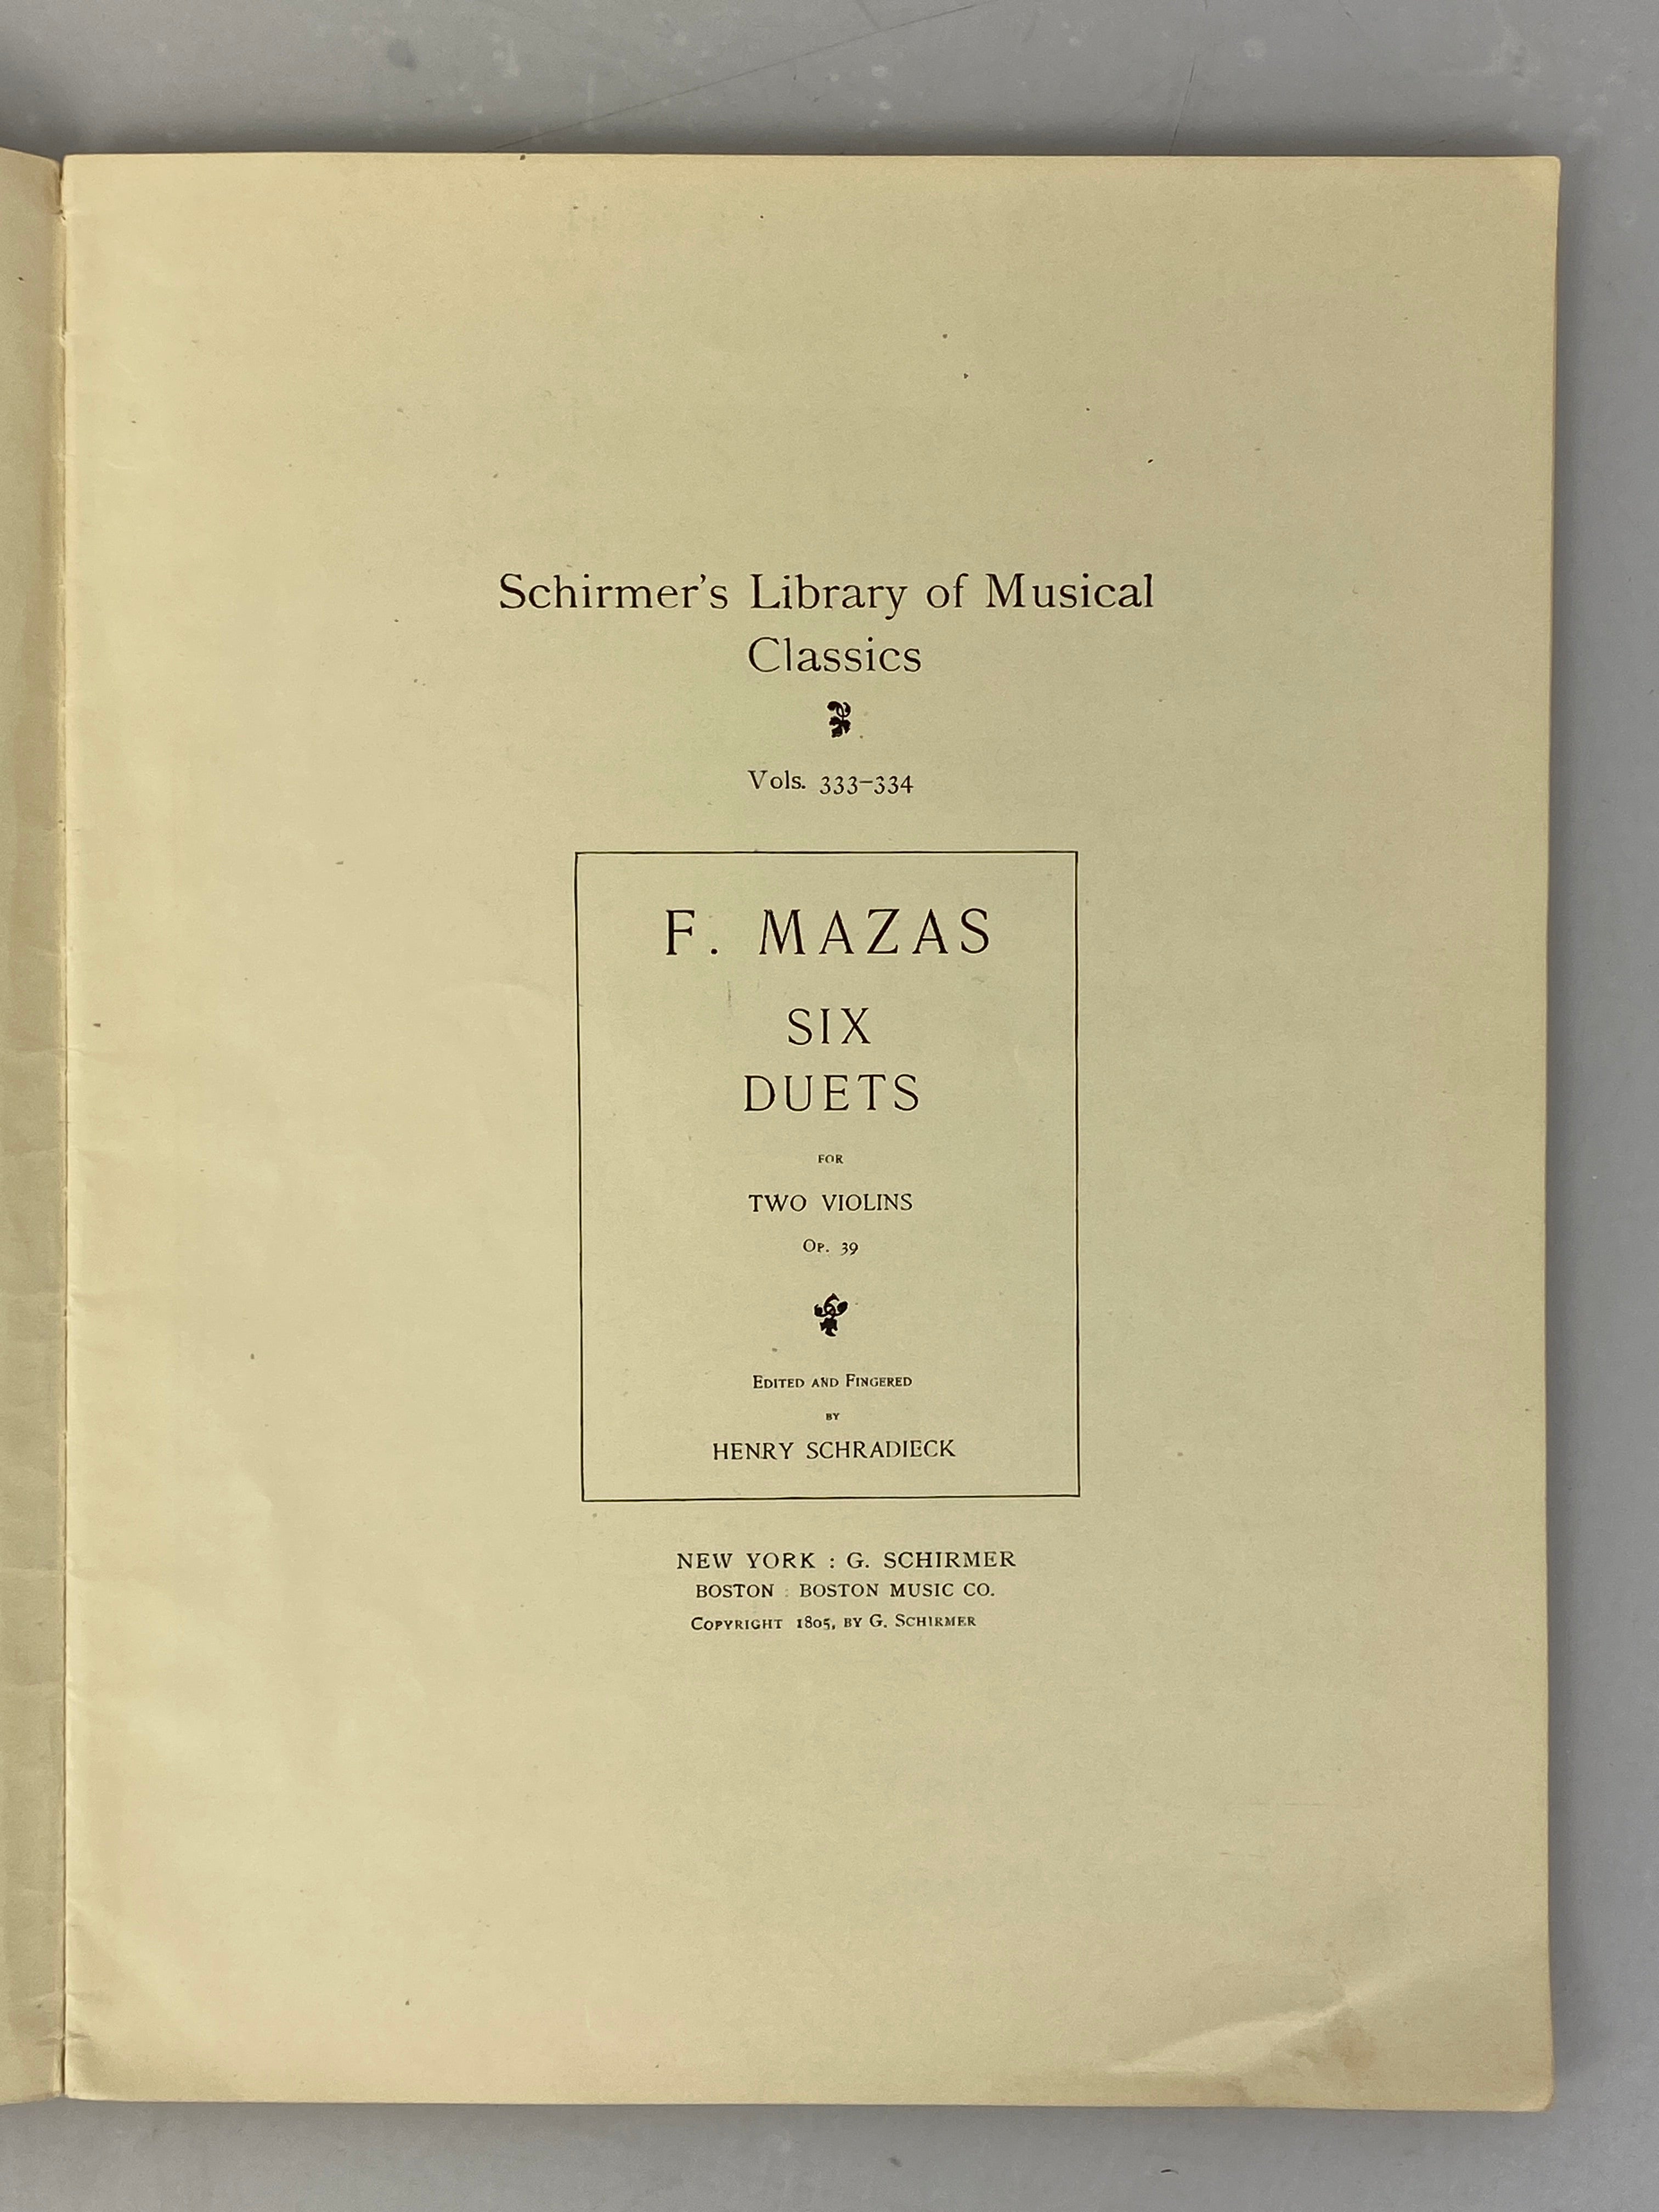 Schirmer's Library of Musical
Classics
Vols. 333–334
F. MAZAS
SIX
DUETS
FOR
TWO VIOLINS
OP. 39
EDITED AND FINGERED
BY
HENRY SCHRADIECK
NEW YORK : G. SCHIRMER
BOSTON : BOSTON MUSIC CO.
COPYRIGHT 1895, BY G. SCHIRMER